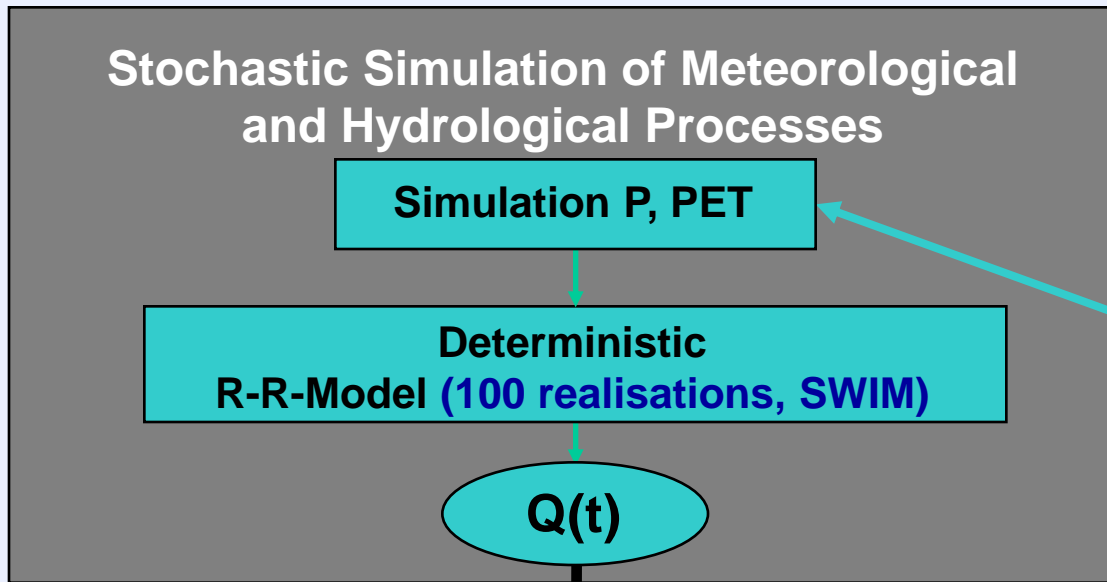 Stochastic Simulation of Meteorological
and Hydrological Processes
Simulation P, PET
Deterministic
R-R-Model (100 realisations, SWIM)
Q(t)